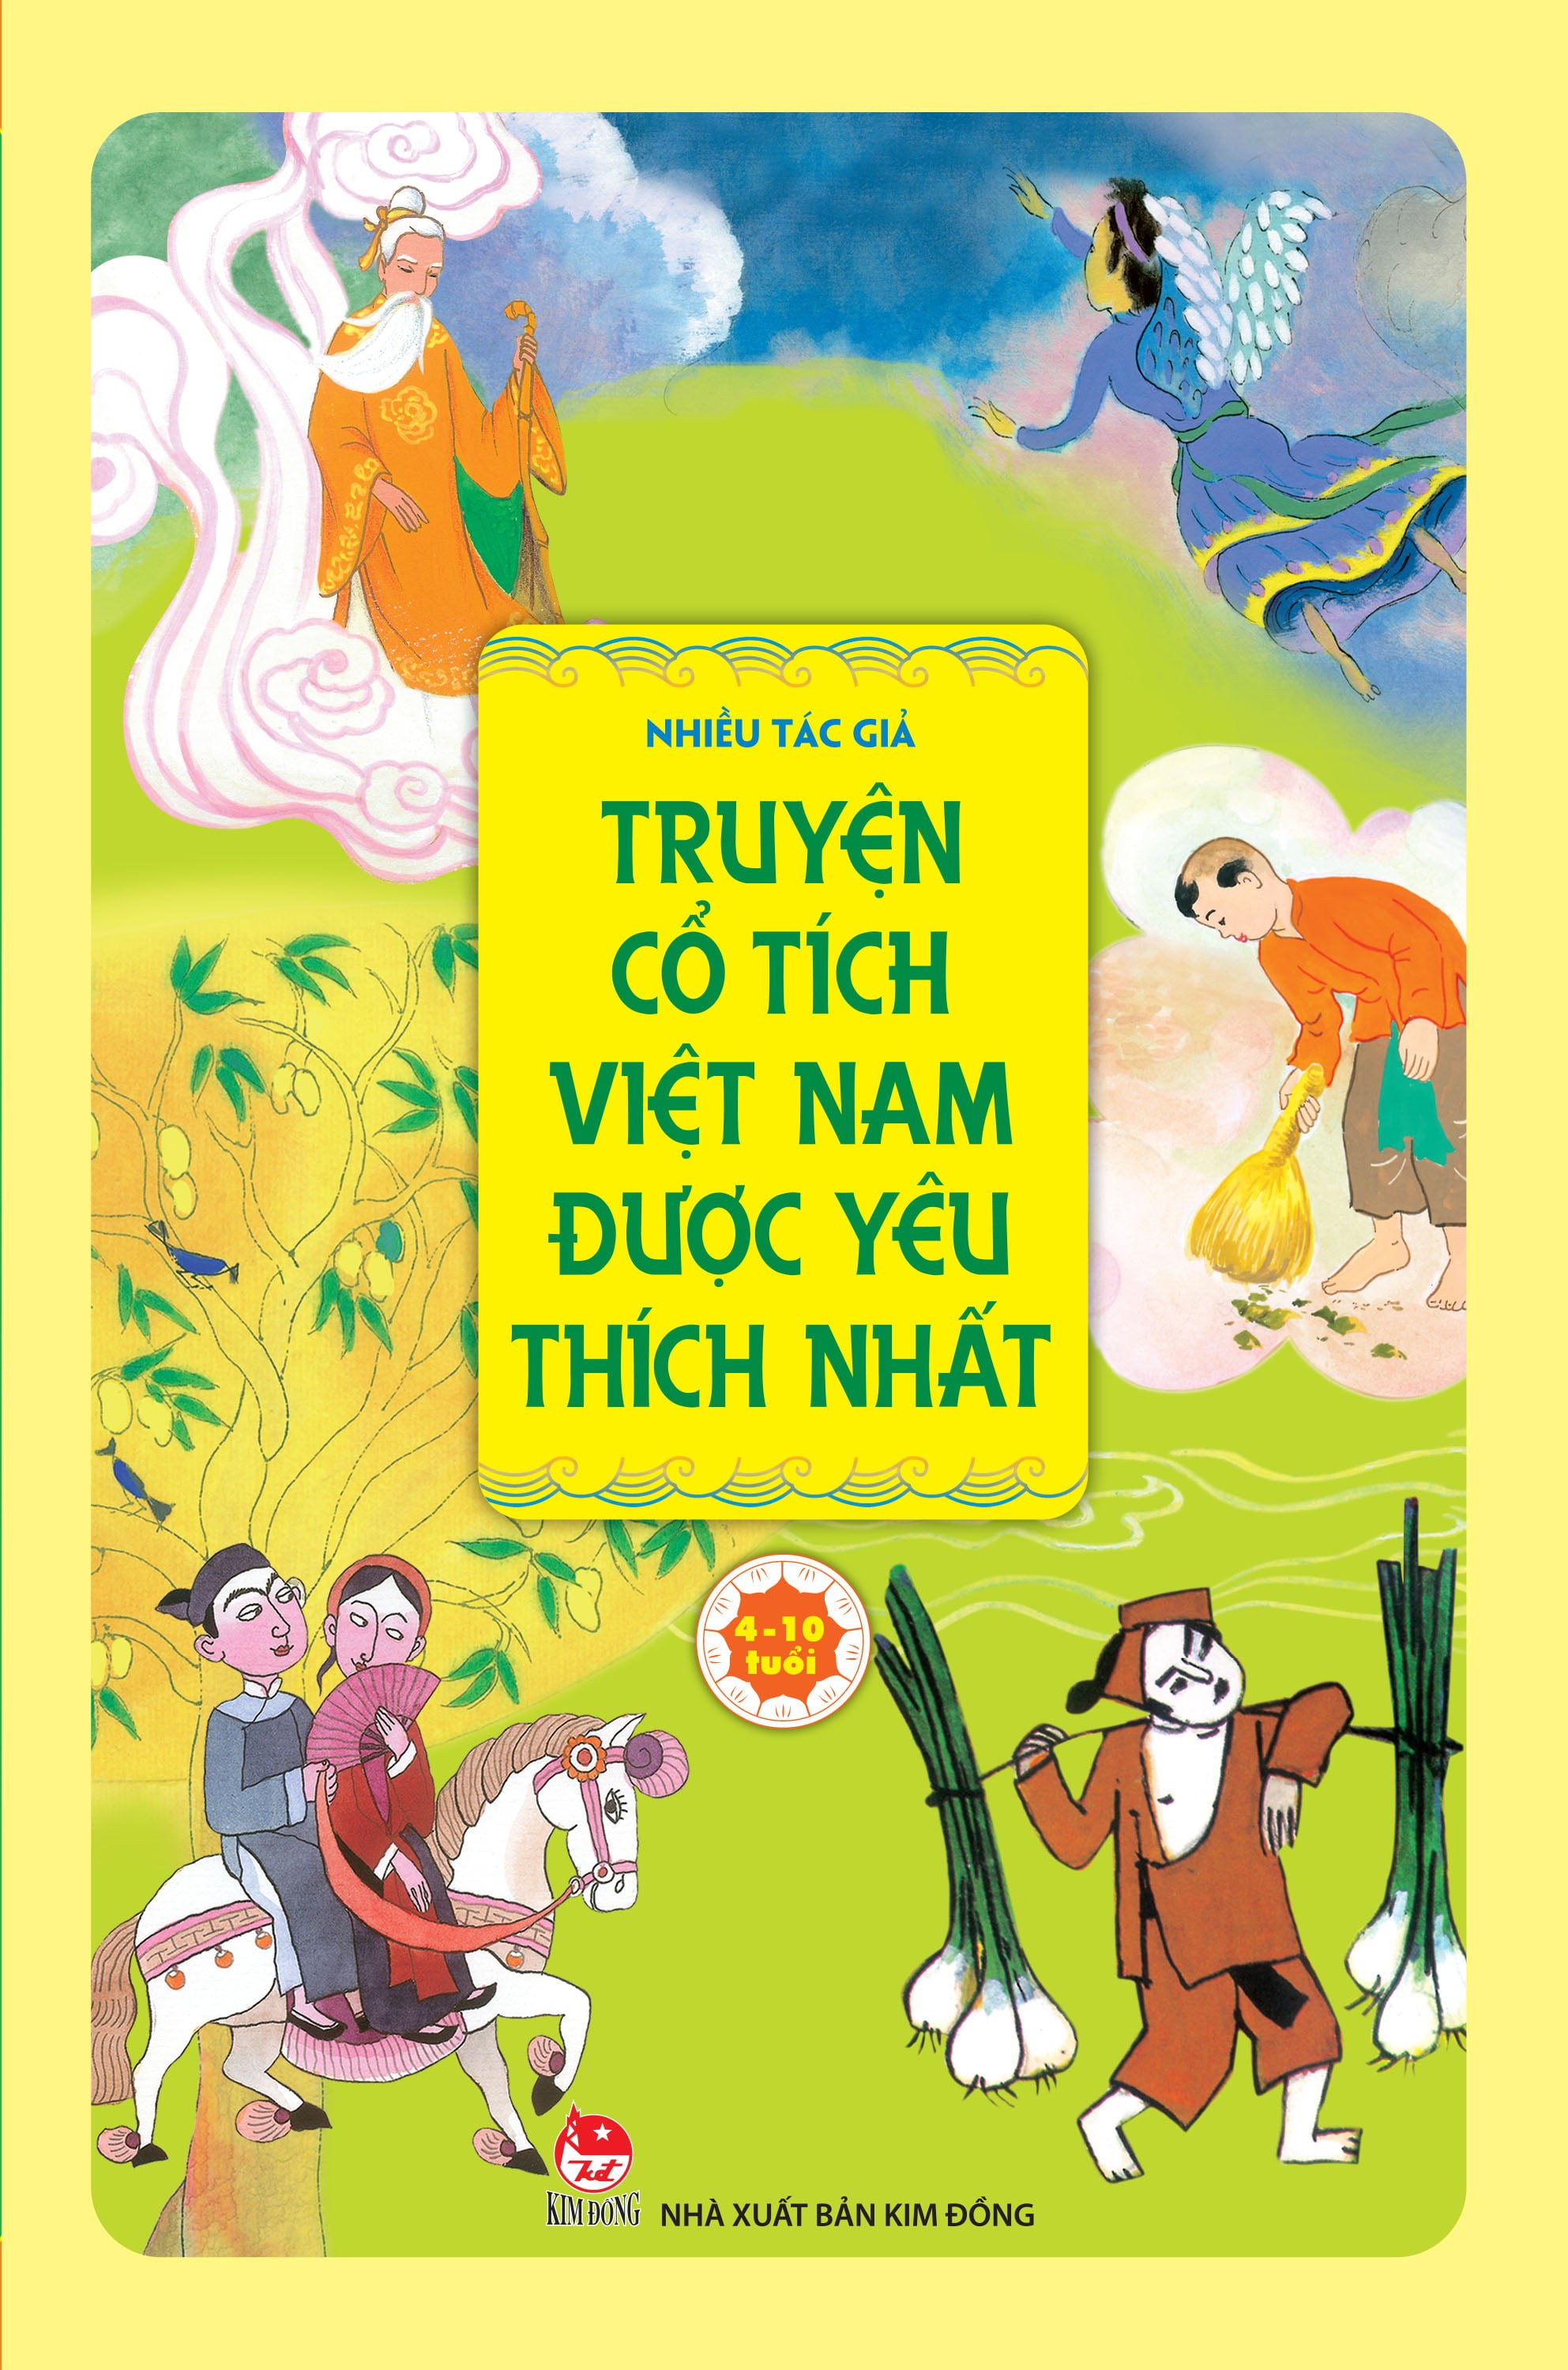 NHIỀU TÁC GIẢ
TRUYỆN
CỔ TÍCH
VIỆT NAM
ĐƯỢC YÊU
THÍCH NHẤT
4-10
tuổi
kđ
KIM ĐỒNG
NHÀ XUẤT BẢN KIM ĐỒNG